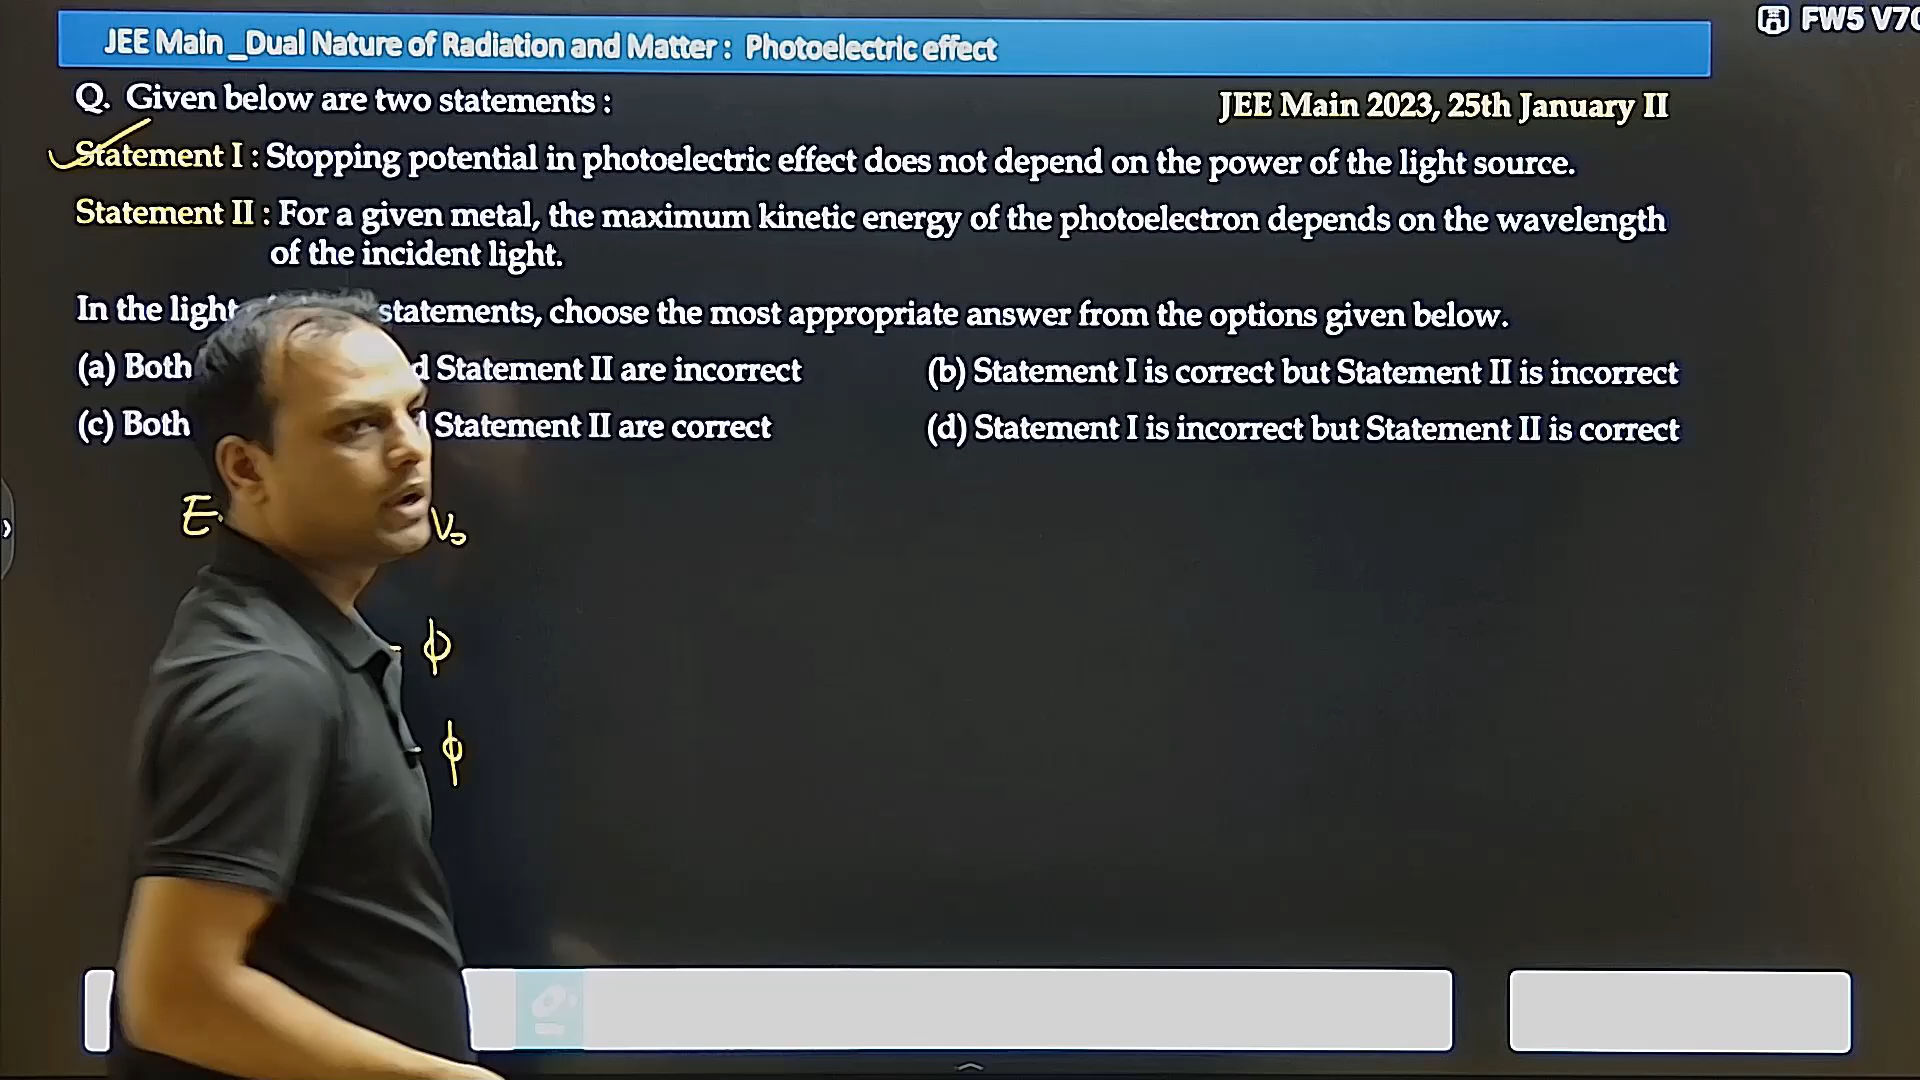 FW5 V70
JEE Main _Dual Nature of Radiation and Matter : Photoelectric effect
Q. Given below are two statements :
JEE Main 2023, 25th January II
Statement I : Stopping potential in photoelectric effect does not depend on the power of the light source.
Statement II : For a given metal, the maximum kinetic energy of the photoelectron depends on the wavelength
of the incident light.
In the light statements, choose the most appropriate answer from the options given below.
(a) Both Statement II are incorrect
(b) Statement I is correct but Statement II is incorrect
(c) Both Statement II are correct
(d) Statement I is incorrect but Statement II is correct
E V₀
- ϕ
- ϕ